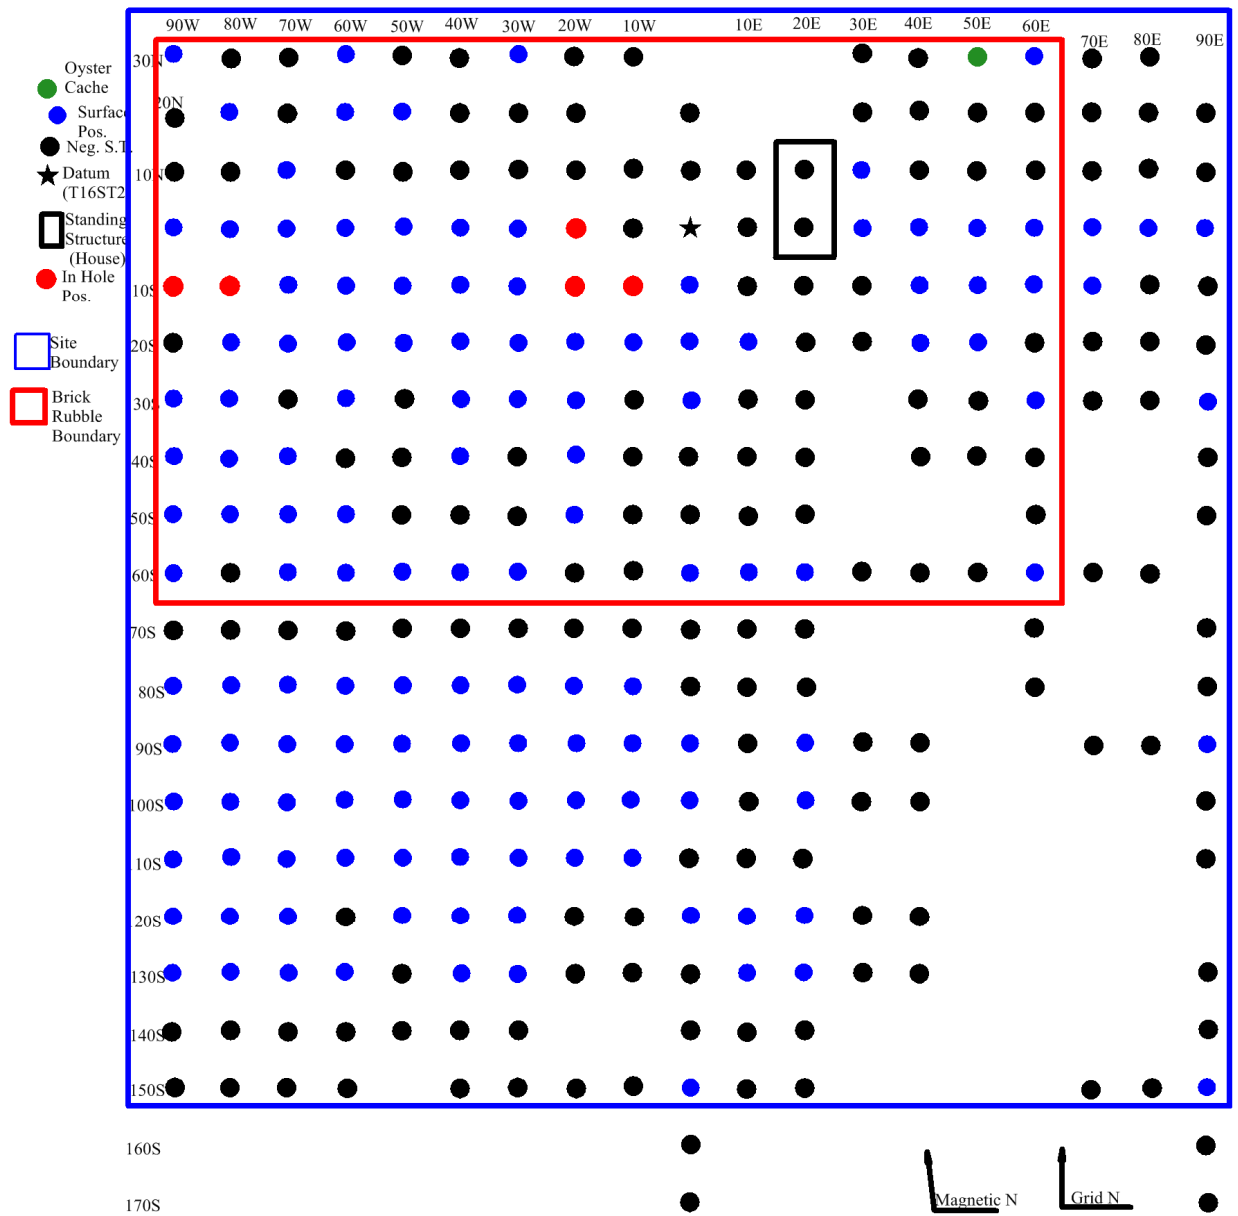 90W 80W 70W 60W 50W 40W 30W 20W 10W 10E 20E 30E 40E 50E 60E 70E 80E 90E
30N
Oyster
Cache
20N
Surface
Pos.
Neg. S.T.
10N
Datum
(T16ST2
Standing
Structure
(House)
In Hole
Pos.
10S
Site
Boundary
20S
Brick
Rubble
Boundary
30S
40S
50S
60S
70S
80S
90S
100S
110S
120S
130S
140S
150S
160S
170S
Magnetic N
Grid N